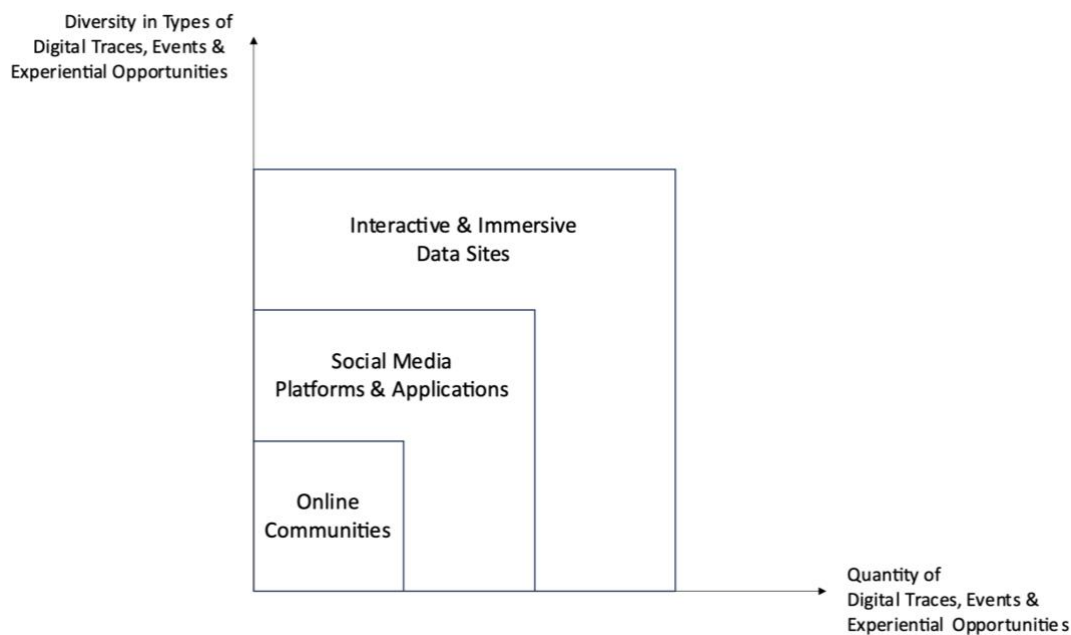 Diversity in Types of
Digital Traces, Events &
Experiential Opportunities
Interactive & Immersive
Data Sites
Social Media
Platforms & Applications
Online
Communities
Quantity of
Digital Traces, Events &
Experiential Opportunities